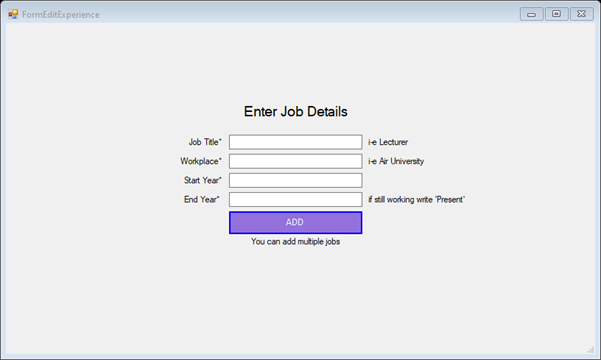 FormEditExperience
Enter Job Details
Job Title* i-e Lecturer
Workplace* i-e Air University
Start Year*
End Year* if still working write 'Present'
ADD
You can add multiple jobs